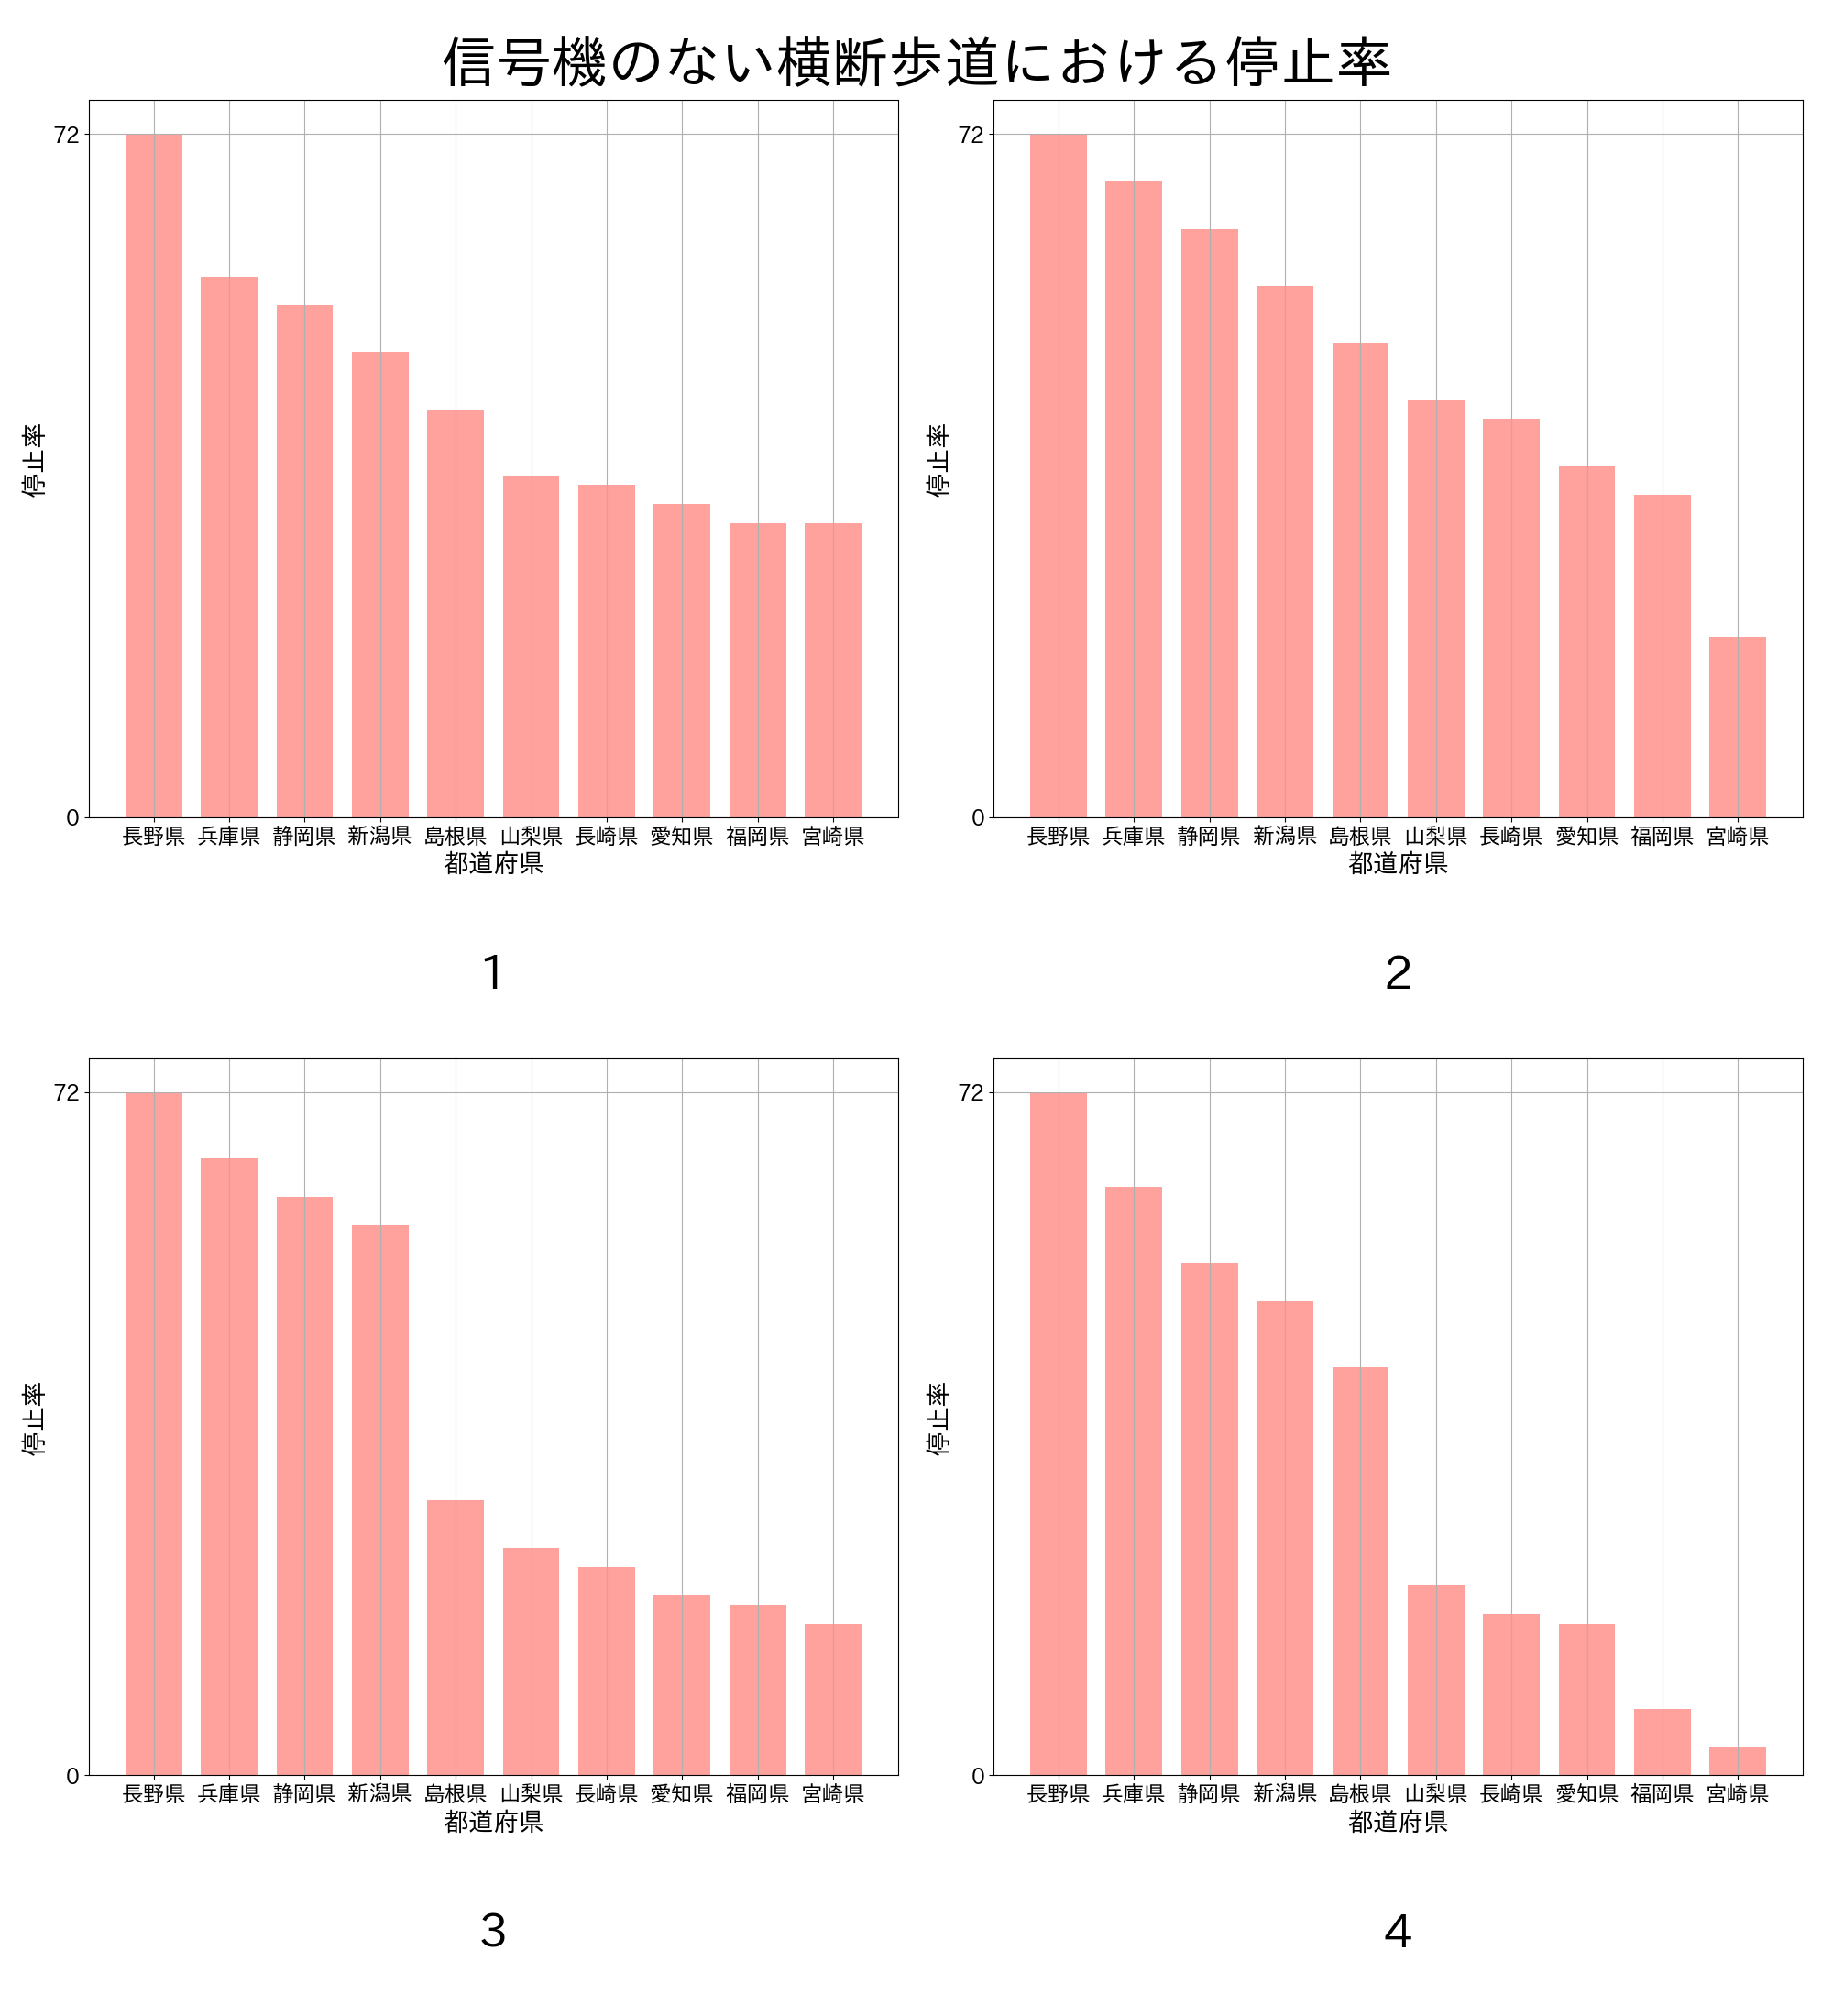 信号機のない横断歩道における停止率
72
0
停止率
長野県 兵庫県 静岡県 新潟県 島根県 山梨県 長崎県 愛知県 福岡県 宮崎県
都道府県
1
72
0
停止率
長野県 兵庫県 静岡県 新潟県 島根県 山梨県 長崎県 愛知県 福岡県 宮崎県
都道府県
2
72
0
停止率
長野県 兵庫県 静岡県 新潟県 島根県 山梨県 長崎県 愛知県 福岡県 宮崎県
都道府県
3
72
0
停止率
長野県 兵庫県 静岡県 新潟県 島根県 山梨県 長崎県 愛知県 福岡県 宮崎県
都道府県
4